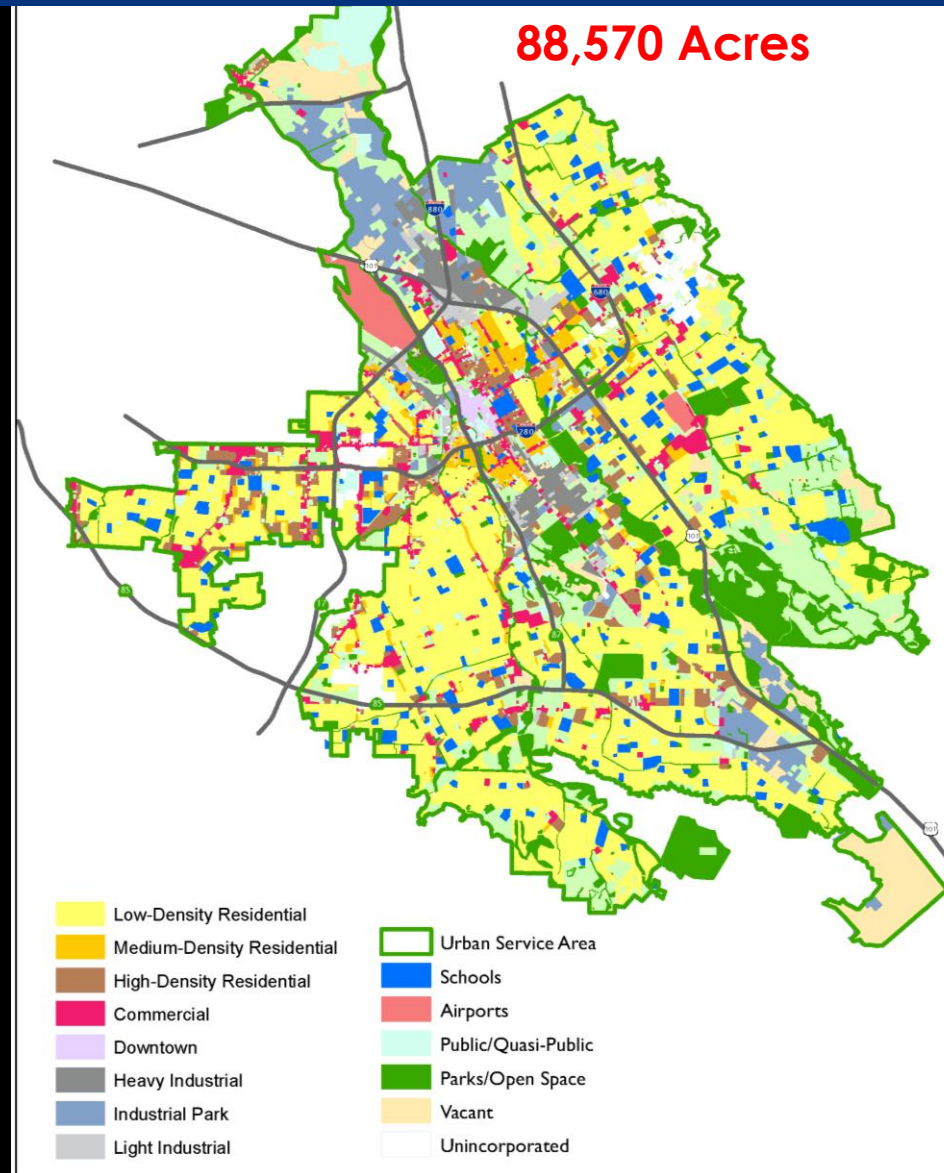 88,570 Acres
880
101
680
280
101
85
17
87
85
101
Low-Density Residential
Medium-Density Residential
High-Density Residential
Commercial
Downtown
Heavy Industrial
Industrial Park
Light Industrial
Urban Service Area
Schools
Airports
Public/Quasi-Public
Parks/Open Space
Vacant
Unincorporated